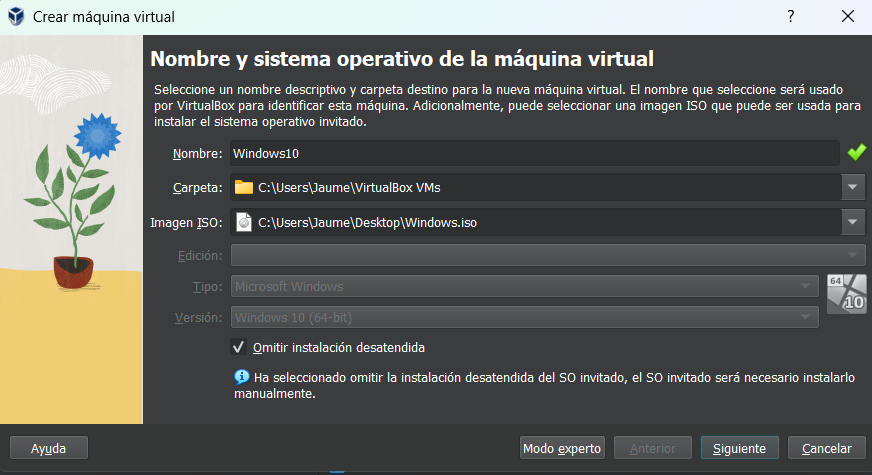 Crear máquina virtual
?
Nombre y sistema operativo de la máquina virtual
Seleccione un nombre descriptivo y carpeta destino para la nueva máquina virtual. El nombre que seleccione será usado
por VirtualBox para identificar esta máquina. Adicionalmente, puede seleccionar una imagen ISO que puede ser usada para
instalar el sistema operativo invitado.
Nombre: Windows10
Carpeta: C:\Users\Jaume\VirtualBox VMs
Imagen ISO: C:\Users\Jaume\Desktop\Windows.iso
Edición:
Tipo: Microsoft Windows
64
10
Versión: Windows 10 (64-bit)
Omitir instalación desatendida
Ha seleccionado omitir la instalación desatendida del SO invitado, el SO invitado será necesario instalarlo
manualmente.
Ayuda Modo experto Anterior Siguiente Cancelar